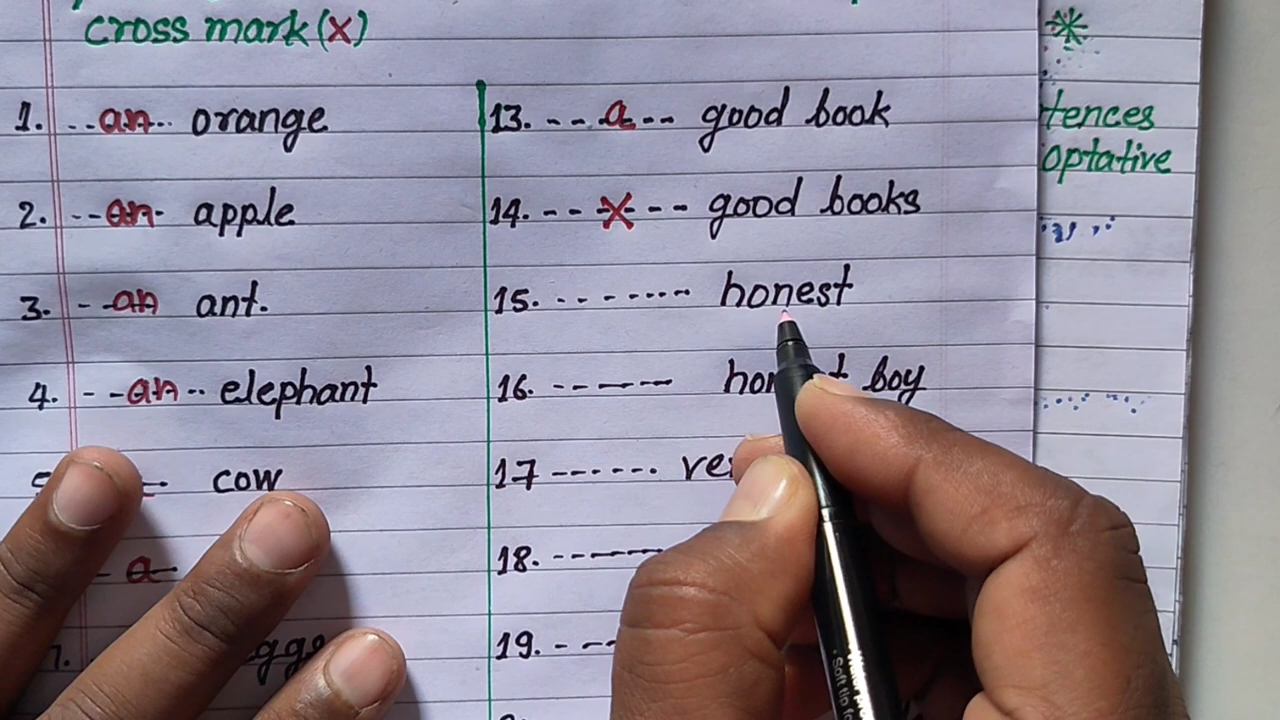 cross mark (x)
1. ..an.. orange
2. --an- apple
3. --an ant.
4. --an.. elephant
cow
- a -
7.
13. --a-- good book
14. --x-- good books
15. ------- honest
16. ------ boy
17 ------
18. ------
19. ---
tences
optative